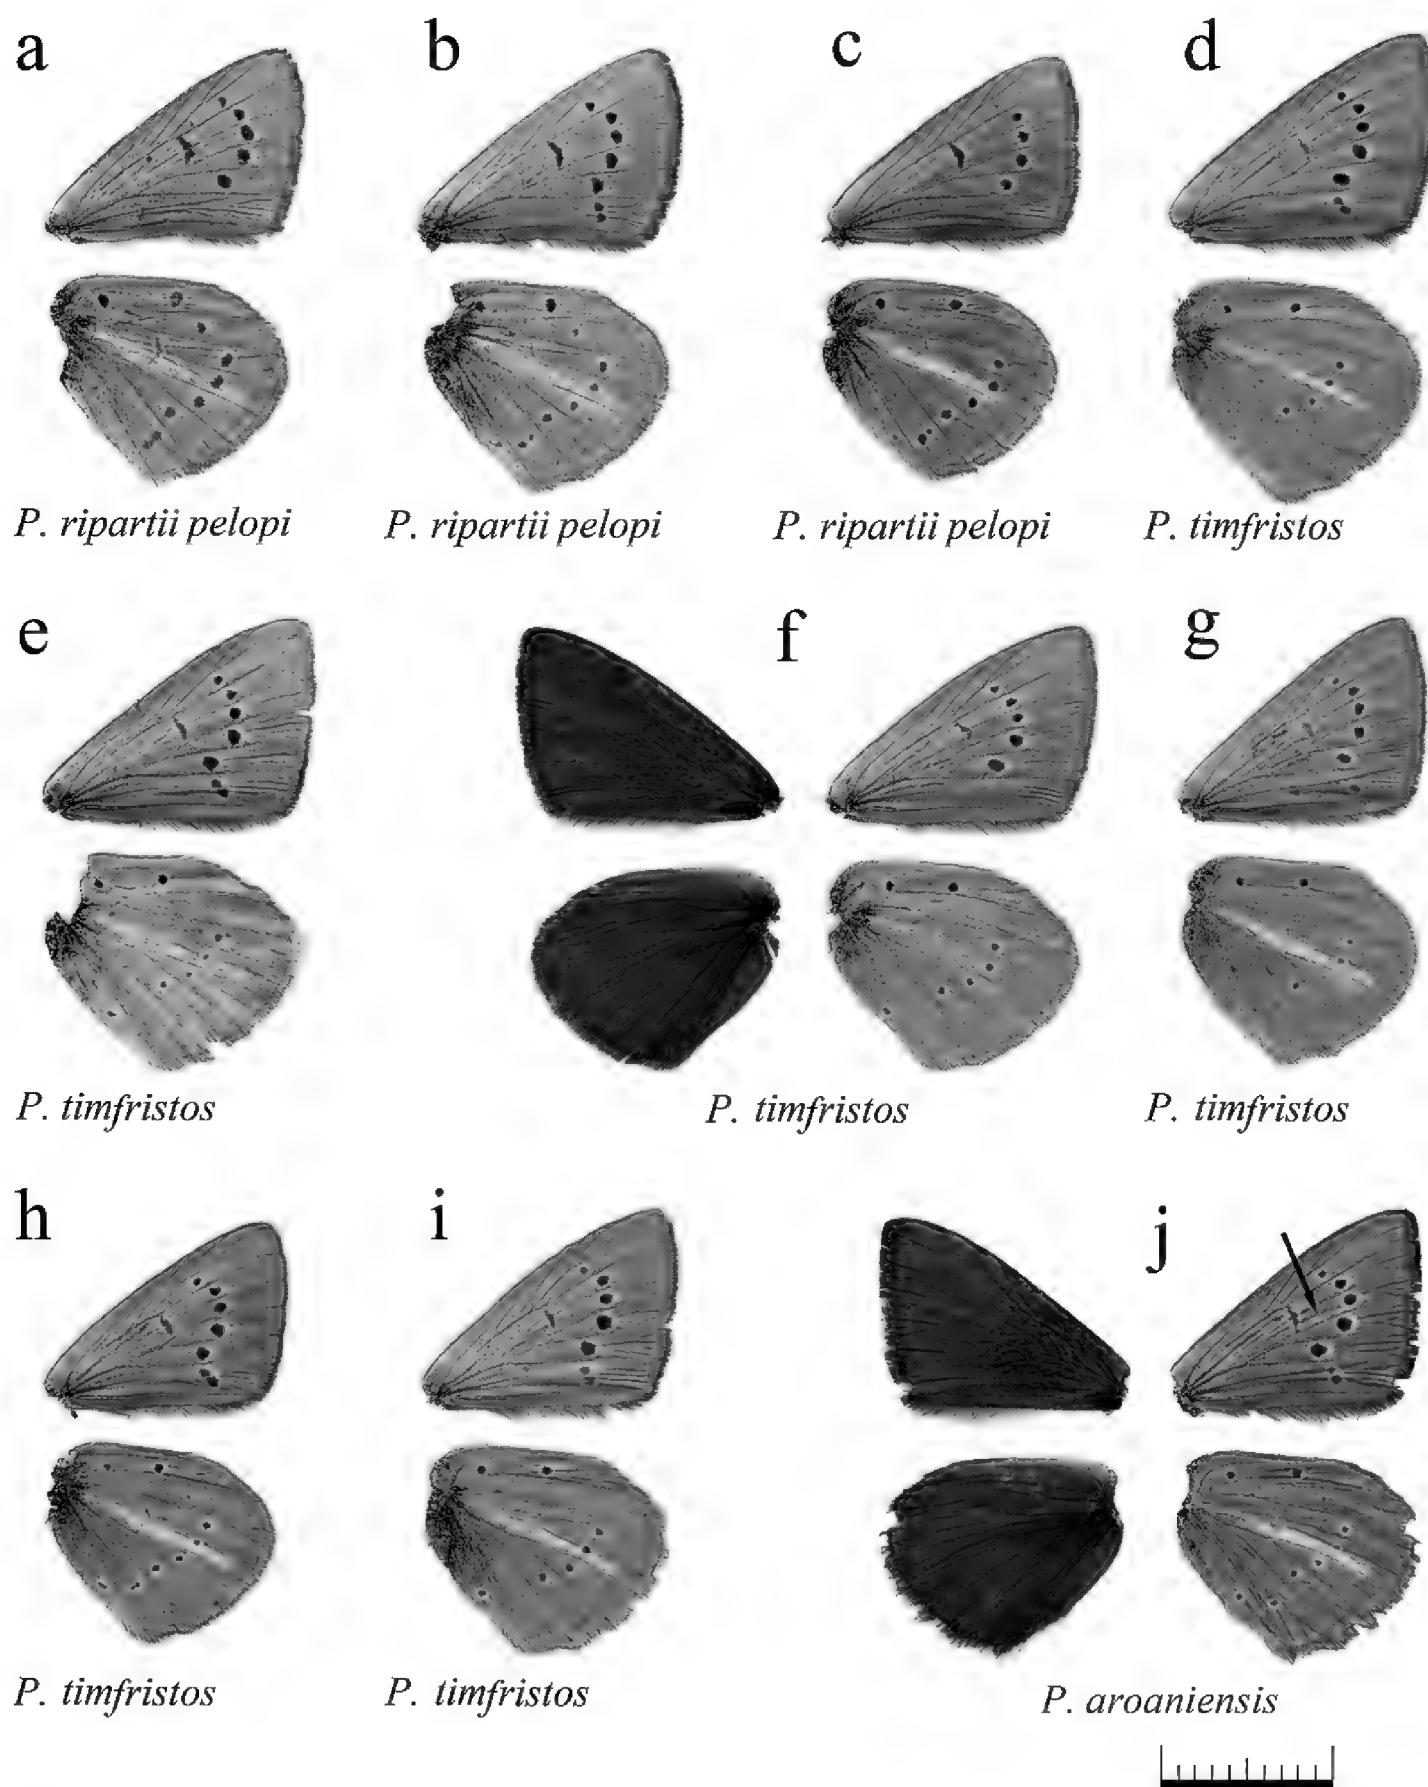 a b c d
P. ripartii pelopi P. ripartii pelopi P. ripartii pelopi P. timfristos
e f g
P. timfristos P. timfristos P. timfristos
h i j
P. timfristos P. timfristos P. aroaniensis